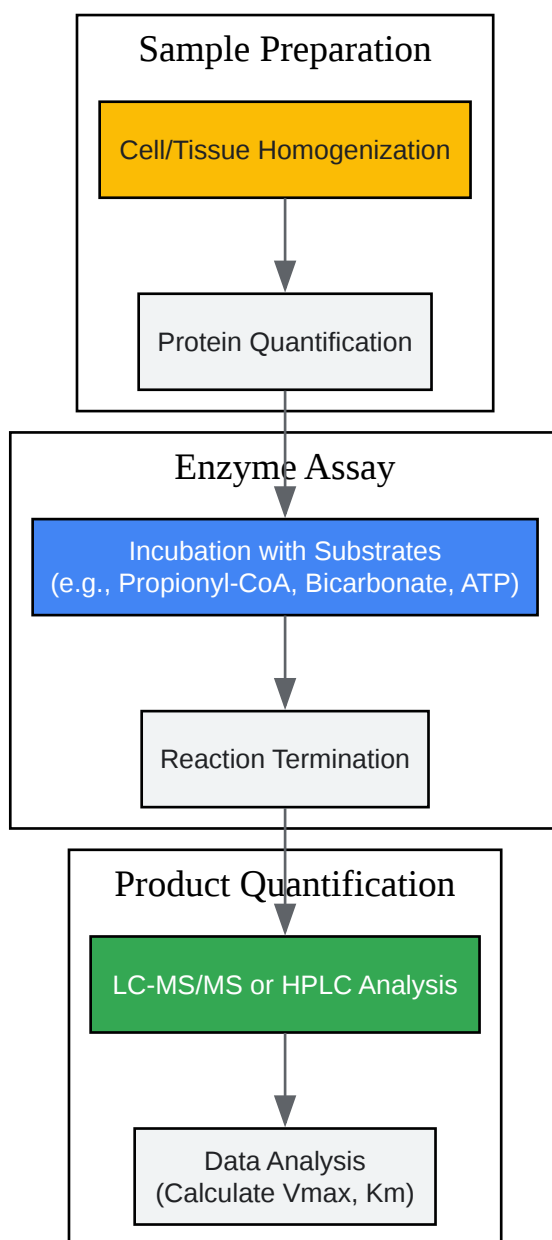 Sample Preparation
Cell/Tissue Homogenization
Protein Quantification
Enzyme Assay
Incubation with Substrates
(e.g., Propionyl-CoA, Bicarbonate, ATP)
Reaction Termination
Product Quantification
LC-MS/MS or HPLC Analysis
Data Analysis
(Calculate Vmax, Km)